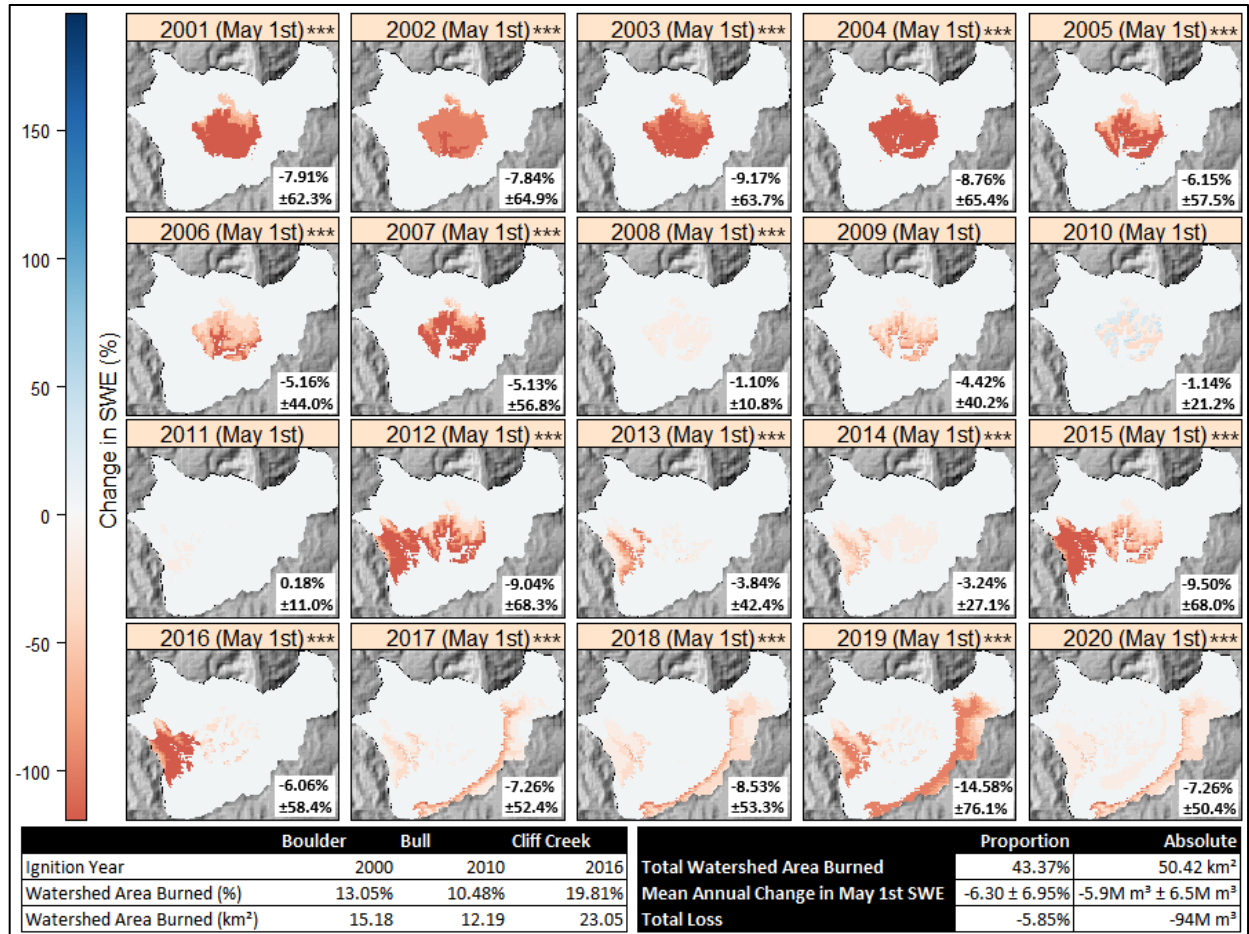 2001 (May 1st)*** 2002 (May 1st)*** 2003 (May 1st)*** 2004 (May 1st)*** 2005 (May 1st)***
-7.91% -7.84% -9.17% -8.76% -6.15%
±62.3% ±64.9% ±63.7% ±65.4% ±57.5%
2006 (May 1st)*** 2007 (May 1st)*** 2008 (May 1st)*** 2009 (May 1st) 2010 (May 1st)
-5.16% -5.13% -1.10% -4.42% -1.14%
±44.0% ±56.8% ±10.8% ±40.2% ±21.2%
2011 (May 1st) 2012 (May 1st)*** 2013 (May 1st)*** 2014 (May 1st)*** 2015 (May 1st)***
0.18% -9.04% -3.84% -3.24% -9.50%
±11.0% ±68.3% ±42.4% ±27.1% ±68.0%
2016 (May 1st)*** 2017 (May 1st)*** 2018 (May 1st)*** 2019 (May 1st)*** 2020 (May 1st)***
-6.06% -7.26% -8.53% -14.58% -7.26%
±58.4% ±52.4% ±53.3% ±76.1% ±50.4%
150
100
50
0
-50
-100
Change in SWE (%)
Boulder Bull Cliff Creek
Ignition Year 2000 2010 2016
Watershed Area Burned (%) 13.05% 10.48% 19.81%
Watershed Area Burned (km²) 15.18 12.19 23.05
Proportion Absolute
Total Watershed Area Burned 43.37% 50.42 km²
Mean Annual Change in May 1st SWE -6.30 ± 6.95% -5.9M m³ ± 6.5M m³
Total Loss -5.85% -94M m³